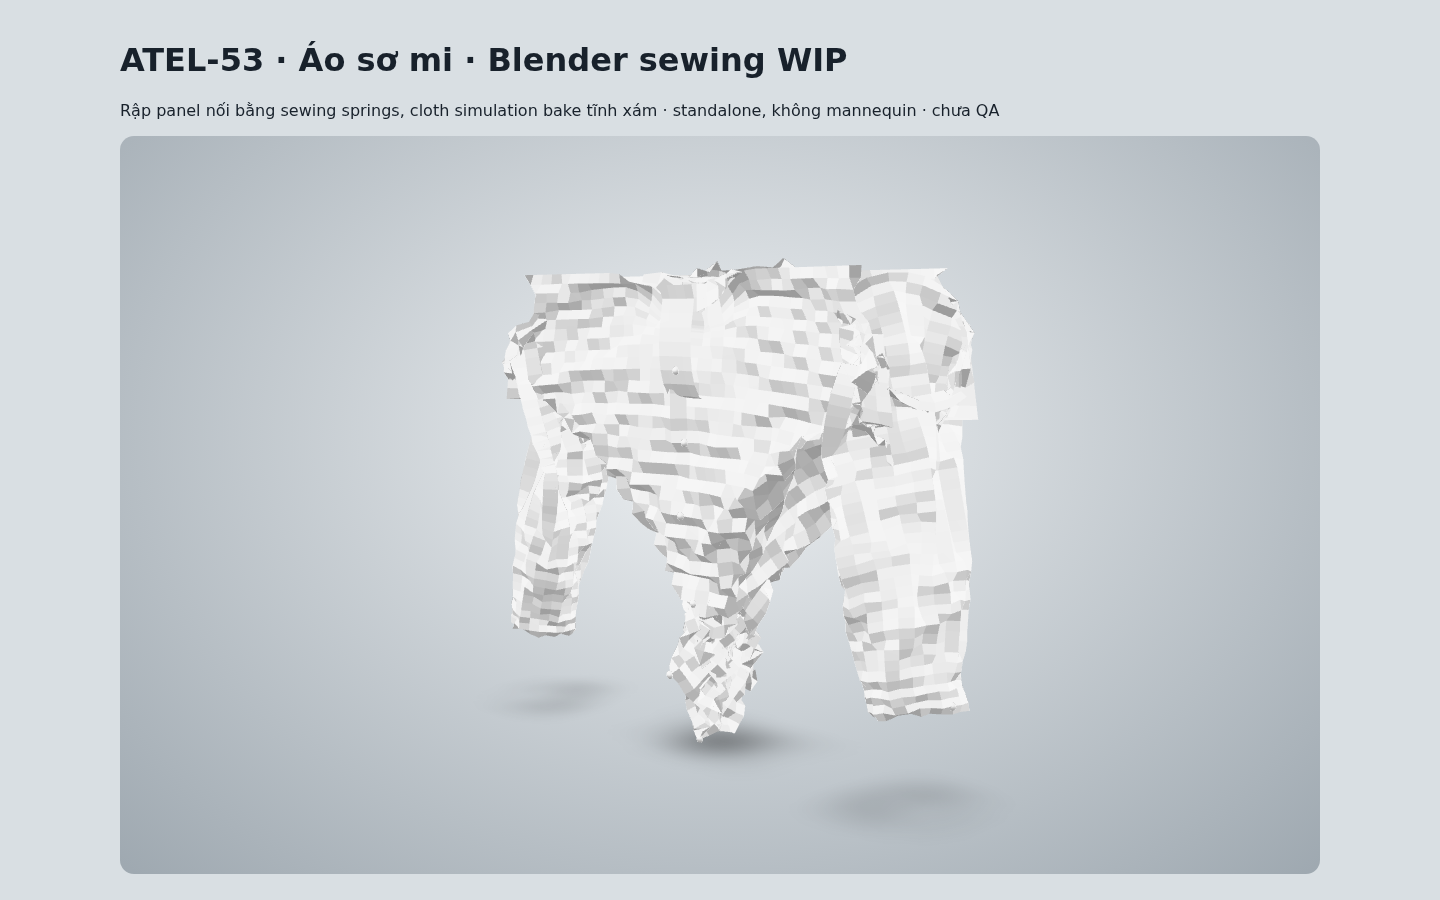 ATEL-53 · Áo sơ mi · Blender sewing WIP
Rập panel nối bằng sewing springs, cloth simulation bake tĩnh xám · standalone, không mannequin · chưa QA